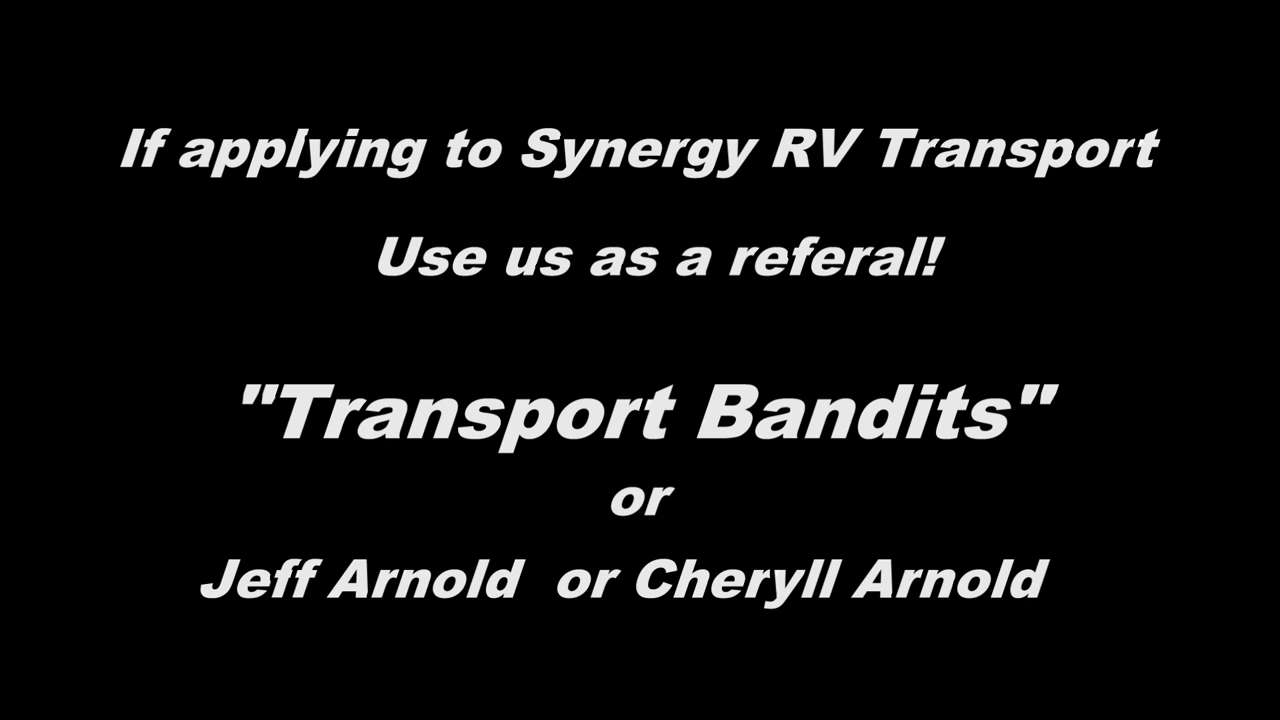 If applying to Synergy RV Transport
Use us as a referal!
"Transport Bandits"
or
Jeff Arnold or Cheryll Arnold